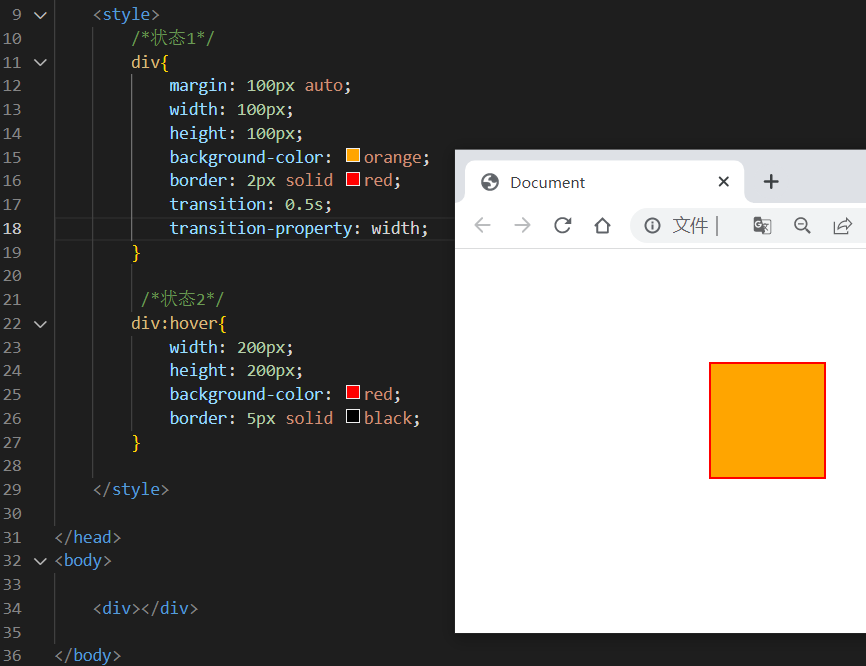 9 <style>
10 /*状态1*/
11 div{
12 margin: 100px auto;
13 width: 100px;
14 height: 100px;
15 background-color: orange;
16 border: 2px solid red;
17 transition: 0.5s;
18 transition-property: width;
19 }
20
21 /*状态2*/
22 div:hover{
23 width: 200px;
24 height: 200px;
25 background-color: red;
26 border: 5px solid black;
27 }
28
29 </style>
30
31 </head>
32 <body>
33
34 <div></div>
35
36 </body>
Document
文件